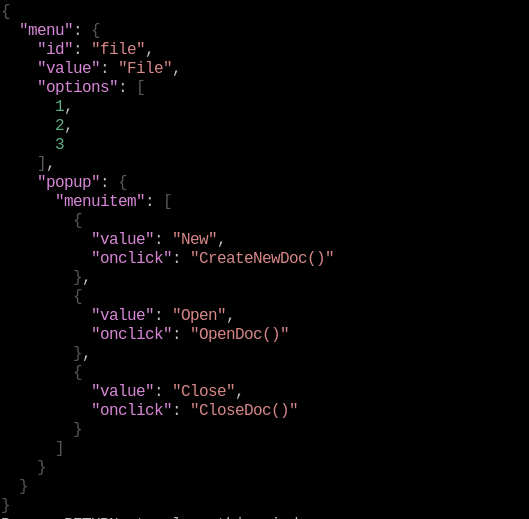 {
  "menu": {
    "id": "file",
    "value": "File",
    "options": [
      1,
      2,
      3
    ],
    "popup": {
      "menuitem": [
        {
          "value": "New",
          "onclick": "CreateNewDoc()"
        },
        {
          "value": "Open",
          "onclick": "OpenDoc()"
        },
        {
          "value": "Close",
          "onclick": "CloseDoc()"
        }
      ]
    }
  }
}